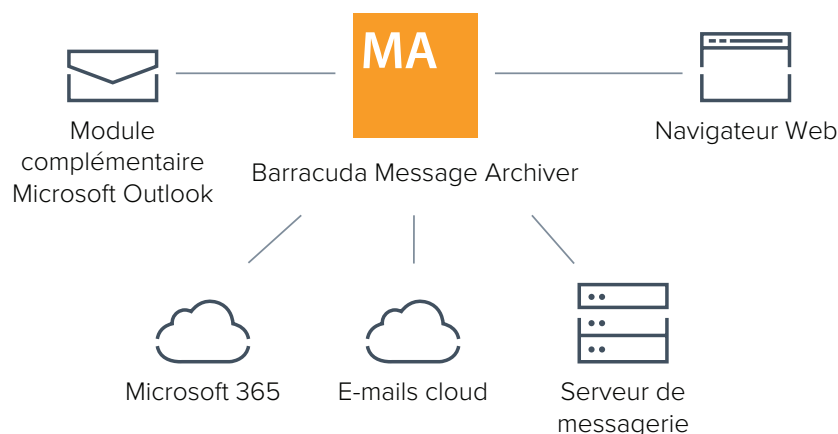 MA
Module
complémentaire
Microsoft Outlook
Barracuda Message Archiver
Navigateur Web
Microsoft 365
E-mails cloud
Serveur de
messagerie